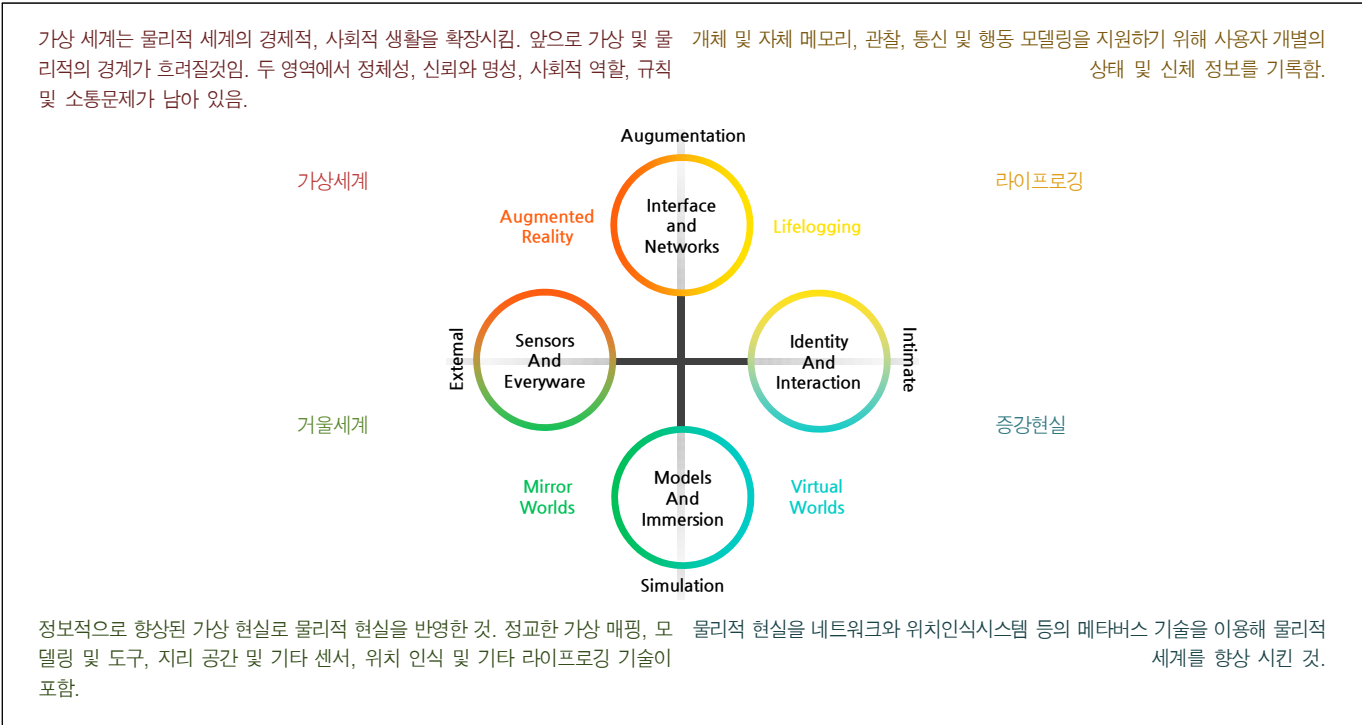 가상 세계는 물리적 세계의 경제적, 사회적 생활을 확장시킴. 앞으로 가상 및 물
리적의 경계가 흐려질것임. 두 영역에서 정체성, 신뢰와 명성, 사회적 역할, 규칙
및 소통문제가 남아 있음.
개체 및 자체 메모리, 관찰, 통신 및 행동 모델링을 지원하기 위해 사용자 개별의
상태 및 신체 정보를 기록함.
Augumentation
가상세계
라이프로깅
Augmented
Reality
Interface
and
Networks
Lifelogging
External
Sensors
And
Everyware
Identity
And
Interaction
Intimate
거울세계
증강현실
Mirror
Worlds
Models
And
Immersion
Virtual
Worlds
Simulation
정보적으로 향상된 가상 현실로 물리적 현실을 반영한 것. 정교한 가상 매핑, 모
델링 및 도구, 지리 공간 및 기타 센서, 위치 인식 및 기타 라이프로깅 기술이
포함.
물리적 현실을 네트워크와 위치인식시스템 등의 메타버스 기술을 이용해 물리적
세계를 향상 시킨 것.